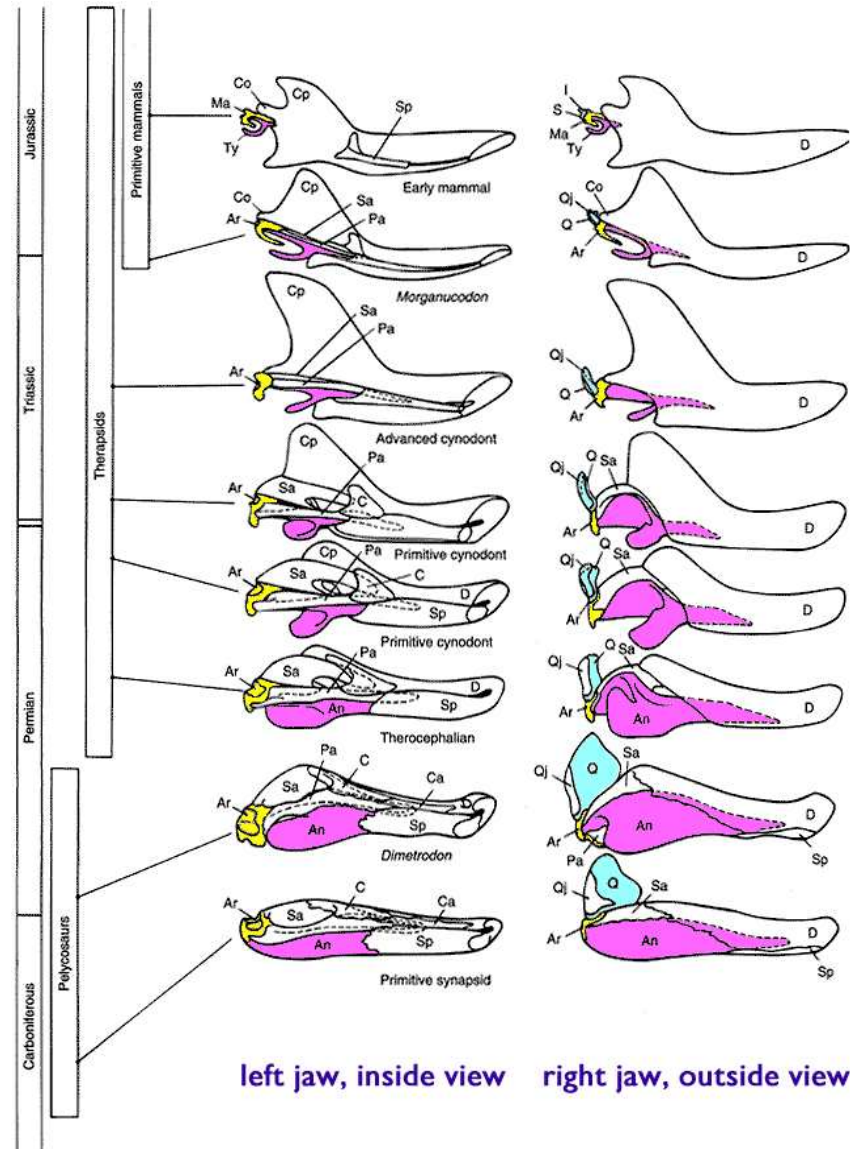 Jurassic
Triassic
Permian
Carboniferous
Primitive mammals
Therapsids
Pelycosaurs
Co
Cp
Ma
Sp
Ty
Early mammal
I
S
Ma
Ty
D
Cp
Co
Sa
Ar
Pa
Morganucodon
Qj
Co
Q
Ar
D
Cp
Sa
Pa
Ar
Advanced cynodont
Qj
Q
Ar
D
Cp
Pa
Ar
Sa
C
Primitive cynodont
Qj
Q
Sa
Ar
D
Cp
Pa
Ar
Sa
C
D
Sp
Primitive cynodont
Qj
Q
Sa
Ar
D
Pa
Ar
Sa
D
An
Sp
Therocephalian
Qj
Q
Sa
Ar
An
D
Pa
C
Sa
Ca
Ar
An
Sp
Dimetrodon
Qj
Q
Sa
An
Ar
Pa
D
Sp
Ar
C
Sa
Ca
An
Sp
Primitive synapsid
Qj
Q
Sa
Ar
An
D
Sp
left jaw, inside view
right jaw, outside view